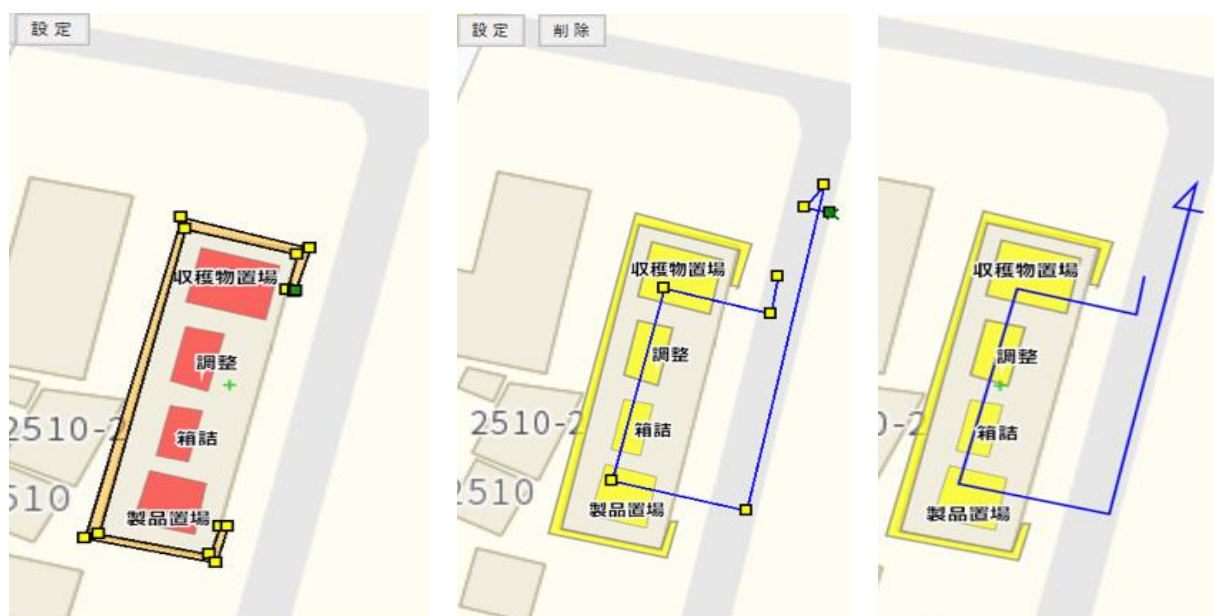 設定
収穫物置場
調整
2510-2
箱詰
510
製品置場
設定
削除
収穫物置場
調整
2510-2
箱詰
2510
製品置場
収穫物置場
調整
0-2
箱詰
製品置場